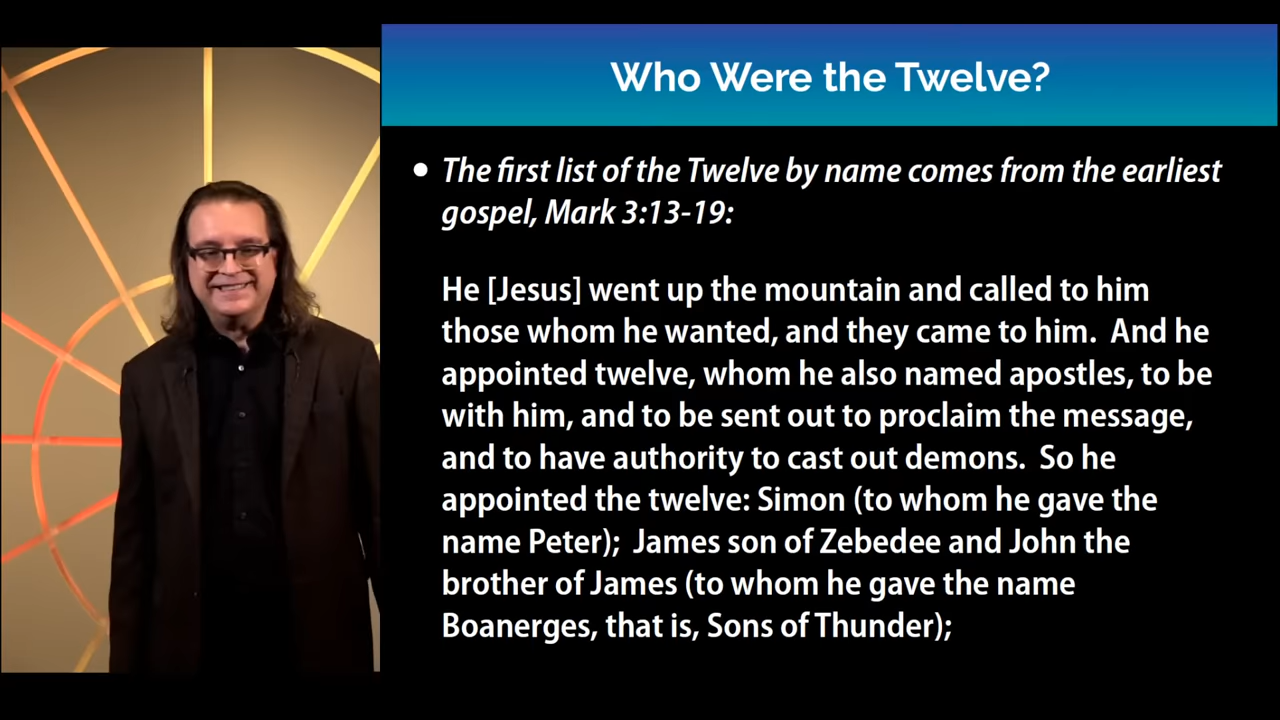 Who Were the Twelve?
• The first list of the Twelve by name comes from the earliest
gospel, Mark 3:13-19:
He [Jesus] went up the mountain and called to him
those whom he wanted, and they came to him.  And he
appointed twelve, whom he also named apostles, to be
with him, and to be sent out to proclaim the message,
and to have authority to cast out demons.  So he
appointed the twelve: Simon (to whom he gave the
name Peter);  James son of Zebedee and John the
brother of James (to whom he gave the name
Boanerges, that is, Sons of Thunder);